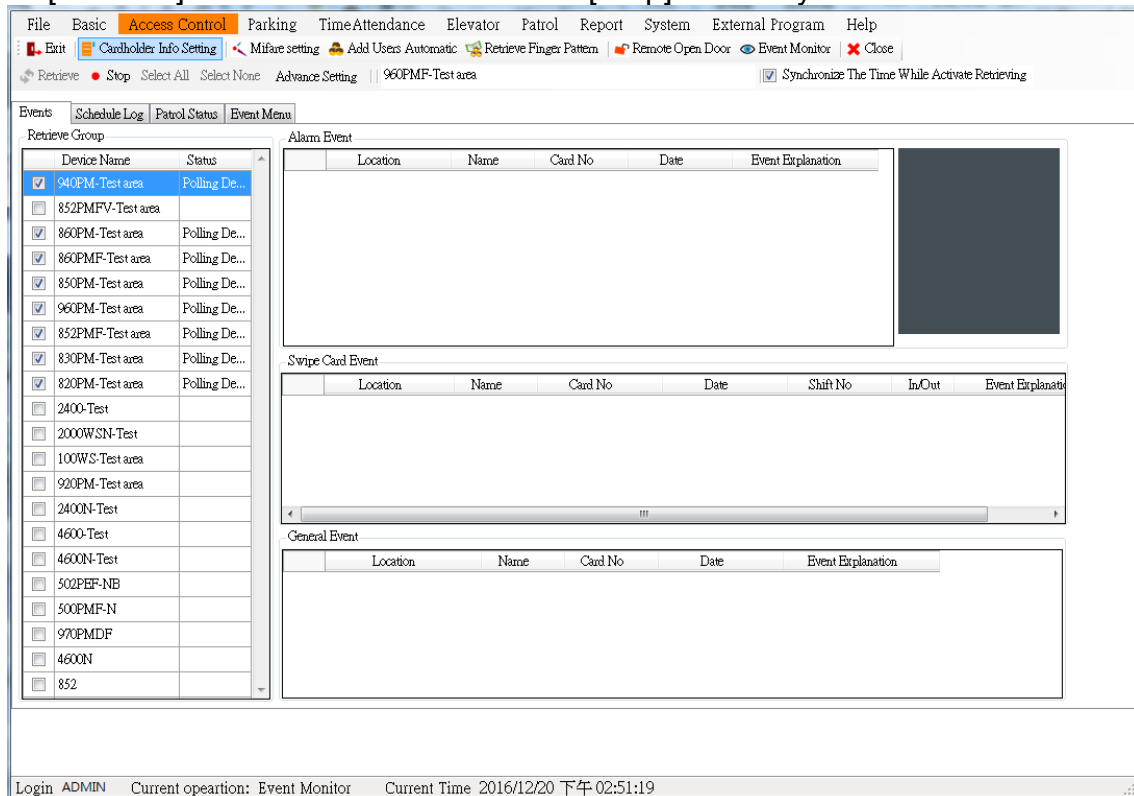 File Basic Access Control Parking TimeAttendance Elevator Patrol Report System External Program Help
Exit Cardholder Info Setting Mifare setting Add Users Automatic Retrieve Finger Pattern Remote Open Door Event Monitor Close
Retrieve Stop Select All Select None Advance Setting 960PMF-Test area Synchronize The Time While Activate Retrieving
Events Schedule Log Patrol Status Event Menu
Retrieve Group
Device Name Status
940PM-Test area Polling De...
852PMFV-Test area
860PM-Test area Polling De...
860PMF-Test area Polling De...
850PM-Test area Polling De...
960PM-Test area Polling De...
852PMF-Test area Polling De...
830PM-Test area Polling De...
820PM-Test area Polling De...
2400-Test
2000WSN-Test
100WS-Test area
920PM-Test area
2400N-Test
4600-Test
4600N-Test
502PEF-NB
500PMF-N
970PMDF
4600N
852
Alarm Event
Location Name Card No Date Event Explanation
Swipe Card Event
Location Name Card No Date Shift No In/Out Event Explanatio
General Event
Location Name Card No Date Event Explanation
Login ADMIN Current opeartion: Event Monitor Current Time 2016/12/20 下午 02:51:19